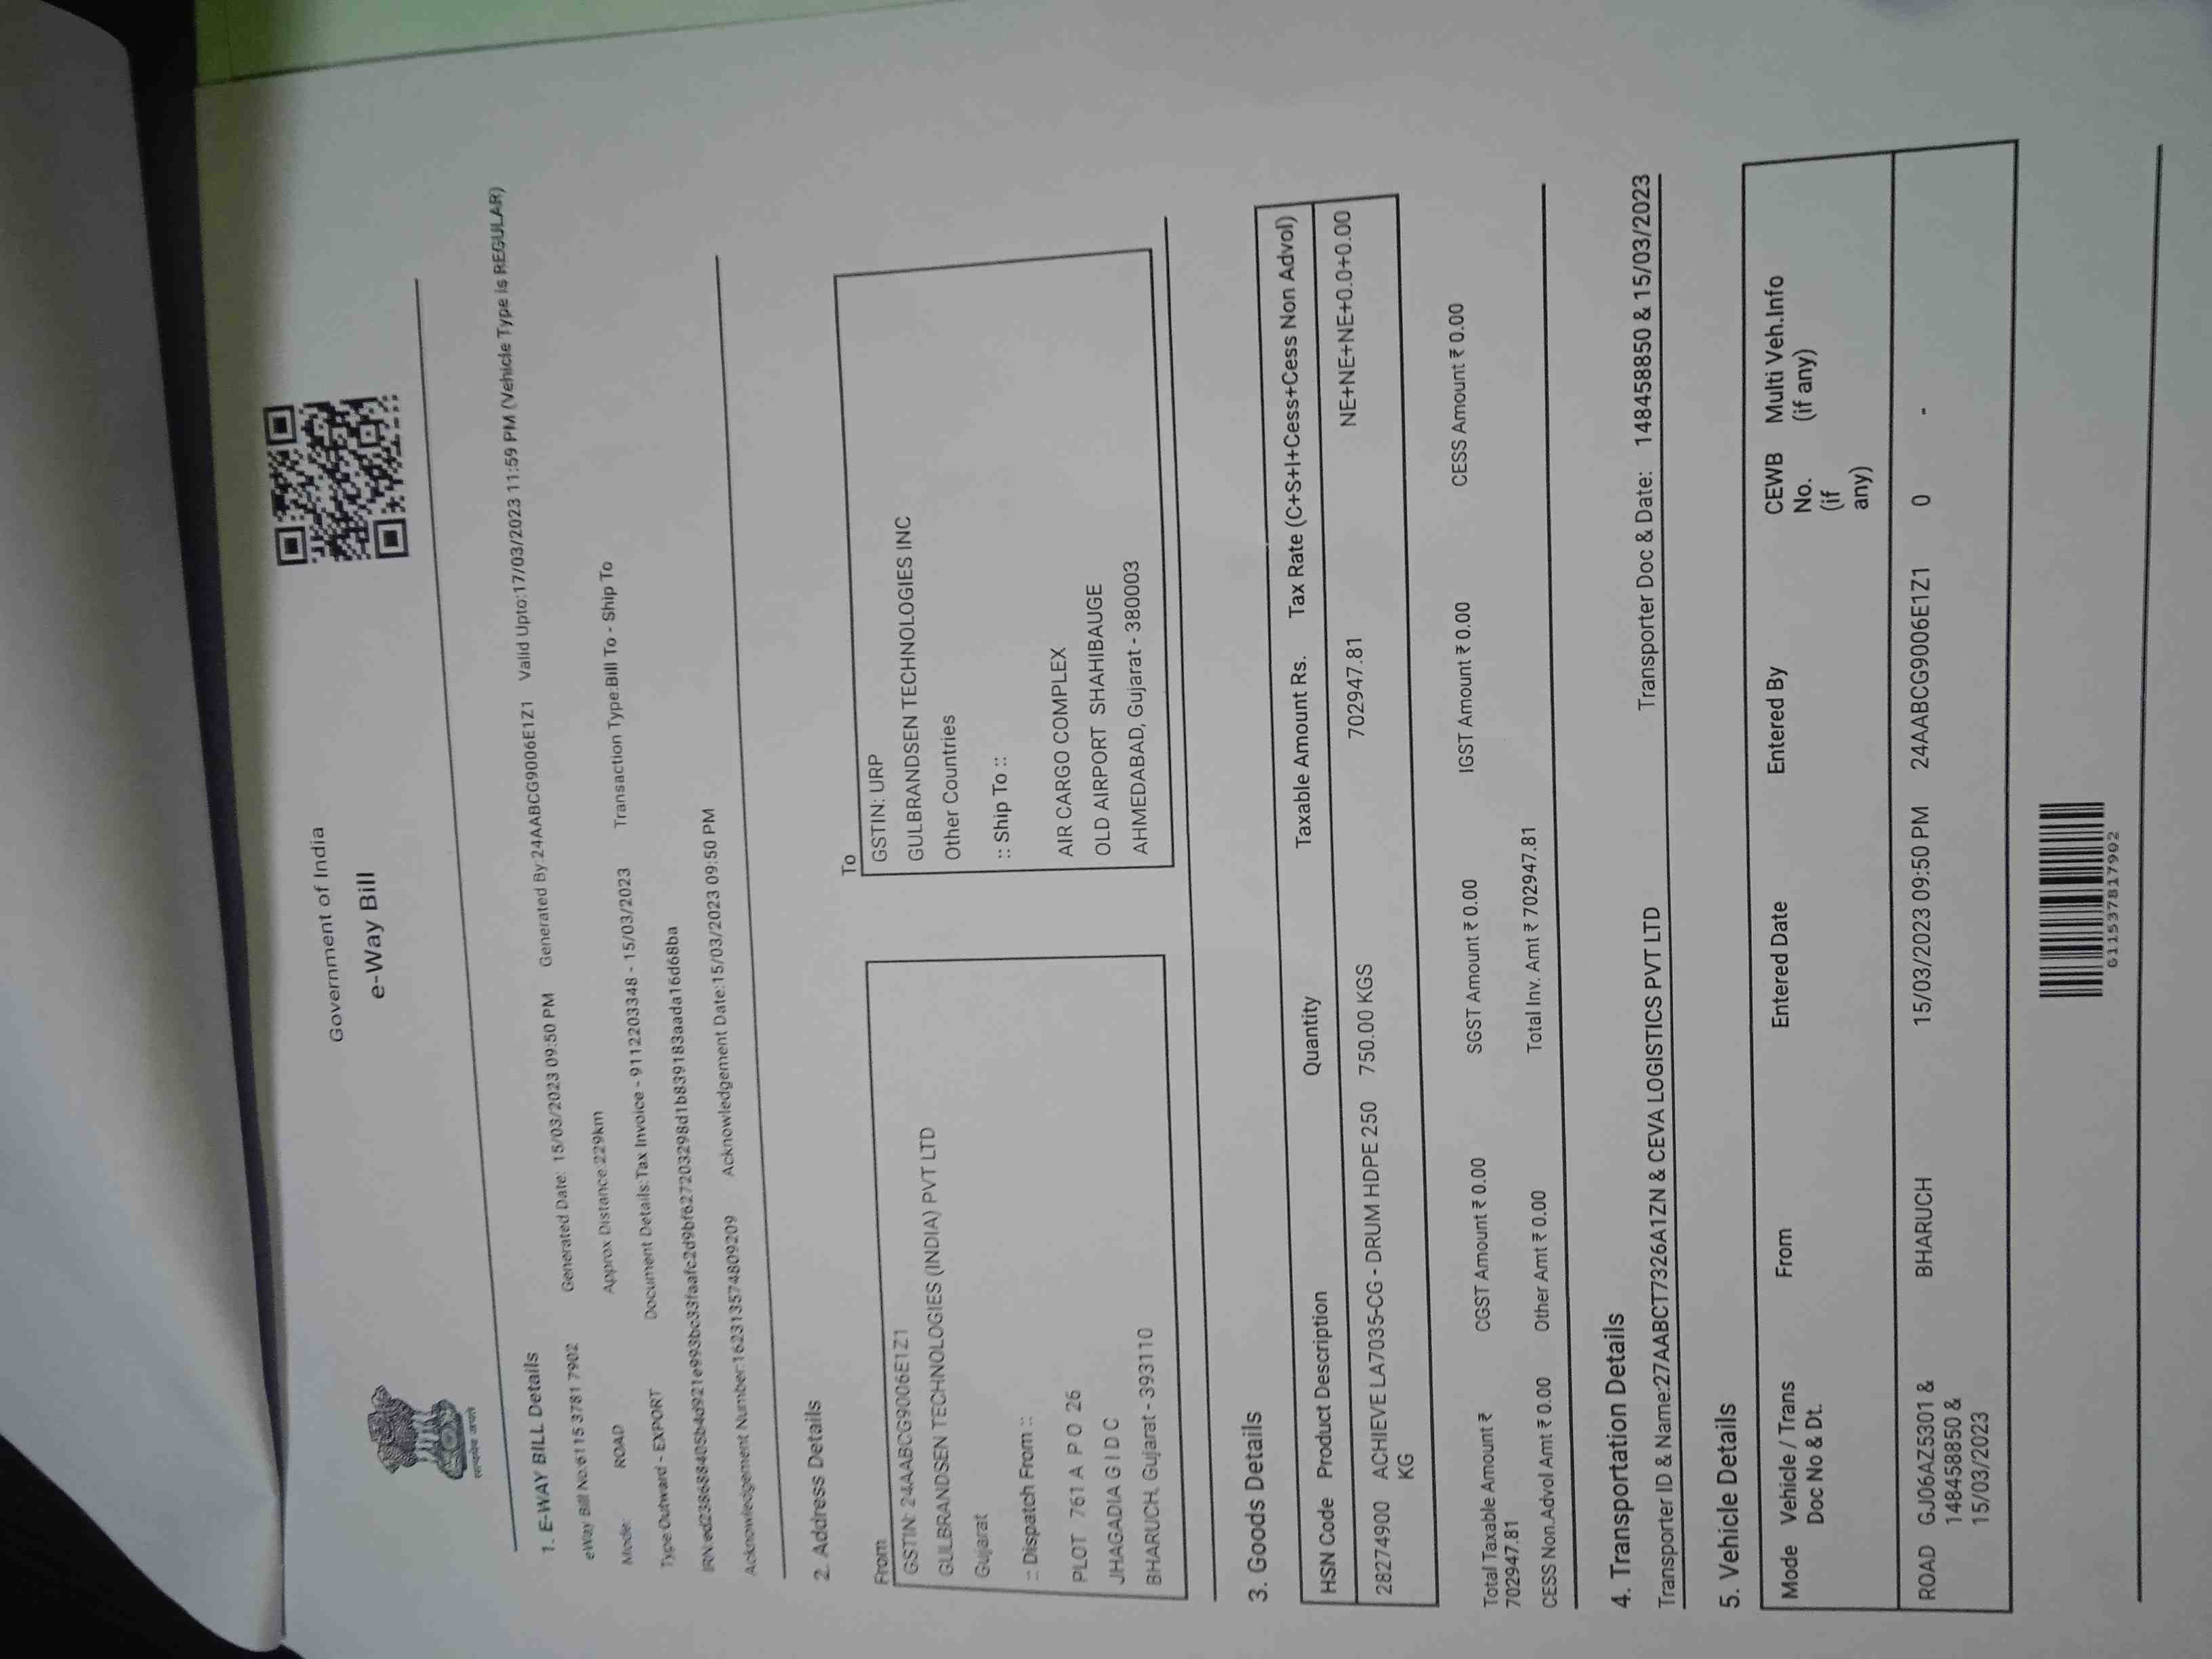 Government of India
e-Way Bill
सत्यमेव जयते
1. E-WAY BILL Details
eWay Bill No:6115 3781 7902 Generated Date: 15/03/2023 09:50 PM Generated By:24AABCG9006E1Z1 Valid Upto:17/03/2023 11:59 PM (Vehicle Type is REGULAR)
Mode: ROAD Approx Distance:229km
Type:Outward - EXPORT Document Details:Tax Invoice - 9112203348 - 15/03/2023 Transaction Type:Bill To - Ship To
Acknowledgement Number:162313574809209 Acknowledgement Date:15/03/2023 09:50 PM
2. Address Details
From
GSTIN: 24AABCG9006E1Z1
GULBRANDSEN TECHNOLOGIES (INDIA) PVT LTD
Gujarat
:: Dispatch From ::
PLOT 761 A P O 26
JHAGADIA G I D C
BHARUCH, Gujarat - 393110
To
GSTIN: URP
GULBRANDSEN TECHNOLOGIES INC
Other Countries
:: Ship To ::
AIR CARGO COMPLEX
OLD AIRPORT SHAHIBAUGE
AHMEDABAD, Gujarat - 380003
3. Goods Details
HSN Code Product Description Quantity Taxable Amount Rs. Tax Rate (C+S+I+Cess+Cess Non Advol)
28274900 ACHIEVE LA7035-CG - DRUM HDPE 250 750.00 KGS 702947.81 NE+NE+NE+0.0+0.00
KG
Total Taxable Amount ₹ CGST Amount ₹ 0.00 SGST Amount ₹ 0.00 IGST Amount ₹ 0.00 CESS Amount ₹ 0.00
702947.81
CESS Non.Advol Amt ₹ 0.00 Other Amt ₹ 0.00 Total Inv. Amt ₹ 702947.81
4. Transportation Details
Transporter ID & Name:27AABCT7326A1ZN & CEVA LOGISTICS PVT LTD Transporter Doc & Date: 148458850 & 15/03/2023
5. Vehicle Details
Mode Vehicle / Trans From Entered Date Entered By CEWB Multi Veh.Info
Doc No & Dt. No. (if any)
(if
any)
ROAD GJ06AZ5301 & BHARUCH 15/03/2023 09:50 PM 24AABCG9006E1Z1 0 -
148458850 &
15/03/2023
611537817902